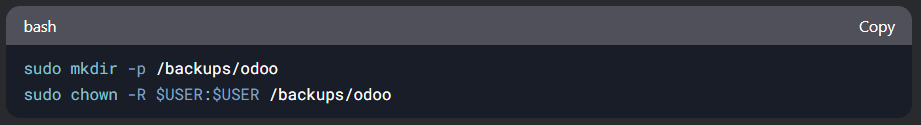 bash
Copy
sudo mkdir -p /backups/odoo
sudo chown -R $USER:$USER /backups/odoo